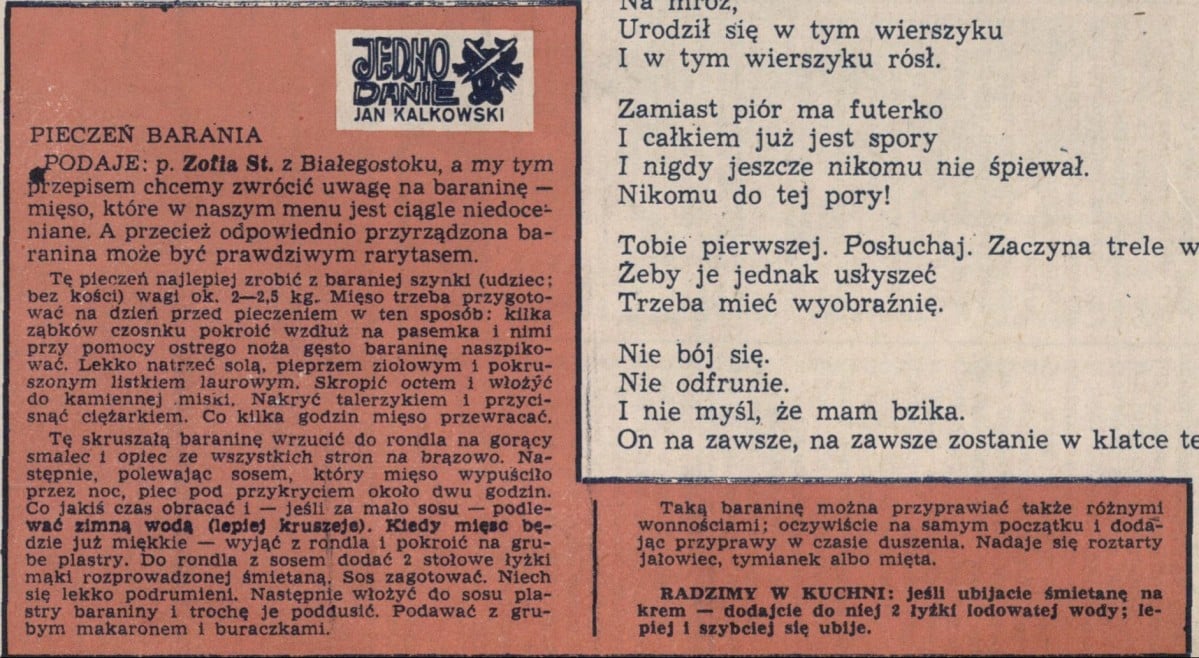 JEDNO
DANIE
JAN KALKOWSKI
PIECZEŃ BARANIA
PODAJE: p. Zofia St. z Białegostoku, a my tym
przepisem chcemy zwrócić uwagę na baraninę —
mięso, które w naszym menu jest ciągle niedoce-
niane. A przecież odpowiednio przyrządzona ba-
ranina może być prawdziwym rarytasem.
Tę pieczeń najlepiej zrobić z baraniej szynki (udziec;
bez kości) wagi ok. 2—2,5 kg. Mięso trzeba przygoto-
wać na dzień przed pieczeniem w ten sposób: kilka
ząbków czosnku pokroić wzdłuż na pasemka i nimi
przy pomocy ostrego noża gęsto baraninę naszpiko-
wać. Lekko natrzeć solą, pieprzem ziołowym i pokru-
szonym listkiem laurowym. Skropić octem i włożyć
do kamiennej miski. Nakryć talerzykiem i przyci-
snąć ciężarkiem. Co kilka godzin mięso przewracać.
Tę skruszałą baraninę wrzucić do rondla na gorący
smalec i opiec ze wszystkich stron na brązowo. Na-
stępnie, polewając sosem, który mięso wypuściło
przez noc, piec pod przykryciem około dwu godzin.
Co jakiś czas obracać i — jeśli za mało sosu — podle-
wać zimną wodą (lepiej kruszeje). Kiedy mięso bę-
dzie już miękkie — wyjąć z rondla i pokroić na gru-
be plastry. Do rondla z sosem dodać 2 stołowe łyżki
mąki rozprowadzonej śmietaną. Sos zagotować. Niech
się lekko podrumieni. Następnie włożyć do sosu pla-
stry baraniny i trochę je poddusić. Podawać z gru-
bym makaronem i buraczkami.
Taką baraninę można przyprawiać także różnymi
wonnościami; oczywiście na samym początku i doda-
jąc przyprawy w czasie duszenia. Nadaje się roztarty
jałowiec, tymianek albo mięta.
RADZIMY W KUCHNI: jeśli ubijacie śmietanę na
krem — dodajcie do niej 2 łyżki lodowatej wody; le-
piej i szybciej się ubije.
Na mróz,
Urodził się w tym wierszyku
I w tym wierszyku rósł.
Zamiast piór ma futerko
I całkiem już jest spory
I nigdy jeszcze nikomu nie śpiewał.
Nikomu do tej pory!
Tobie pierwszej. Posłuchaj. Zaczyna trele w
Żeby je jednak usłyszeć
Trzeba mieć wyobraźnię.
Nie bój się.
Nie odfrunie.
I nie myśl, że mam bzika.
On na zawsze, na zawsze zostanie w klatce te